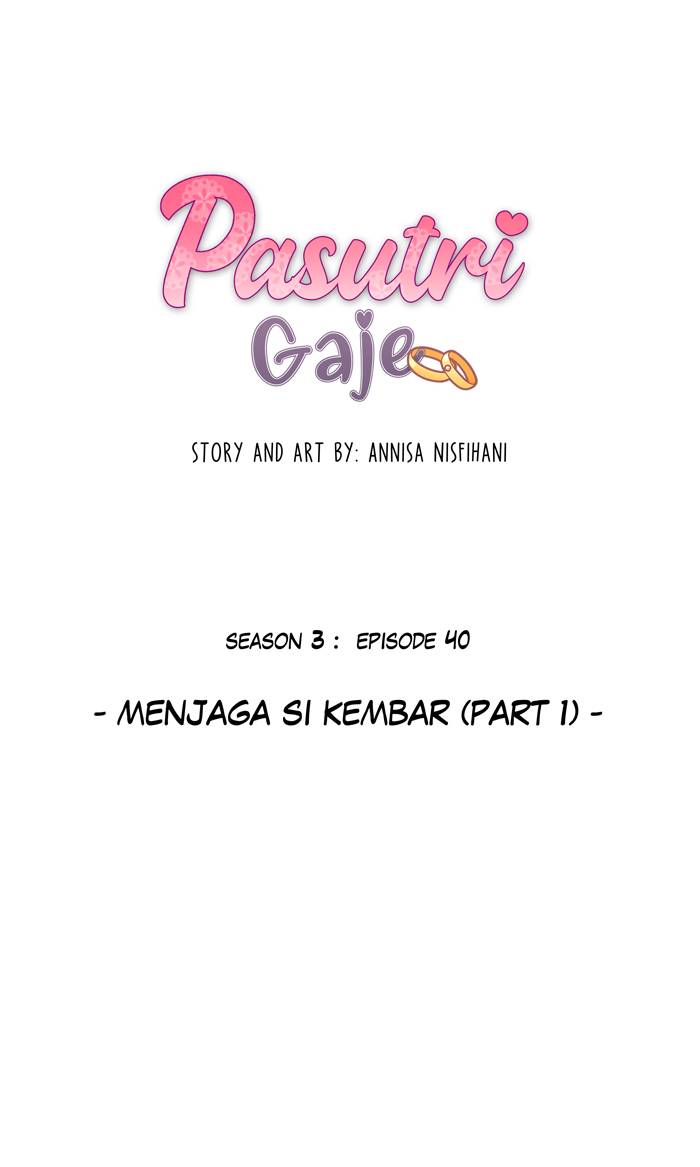 Pasutri
Gaje
STORY AND ART BY: ANNISA NISFIHANI
SEASON 3 : EPISODE 40
- MENJAGA SI KEMBAR (PART 1) -